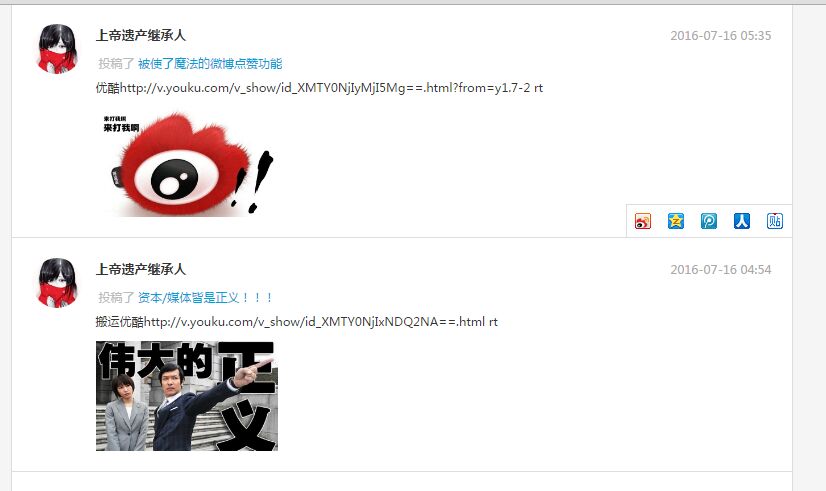 上帝遗产继承人
2016-07-16 05:35
投稿了 被使了魔法的微博点赞功能
优酷http://v.youku.com/v_show/id_XMTY0NjIyMjI5Mg==.html?from=y1.7-2 rt
来打我啊
来打我啊
!!
贴
上帝遗产继承人
2016-07-16 04:54
投稿了 资本/媒体皆是正义！！！
搬运优酷http://v.youku.com/v_show/id_XMTY0NjIxNDQ2NA==.html rt
伟大的正义